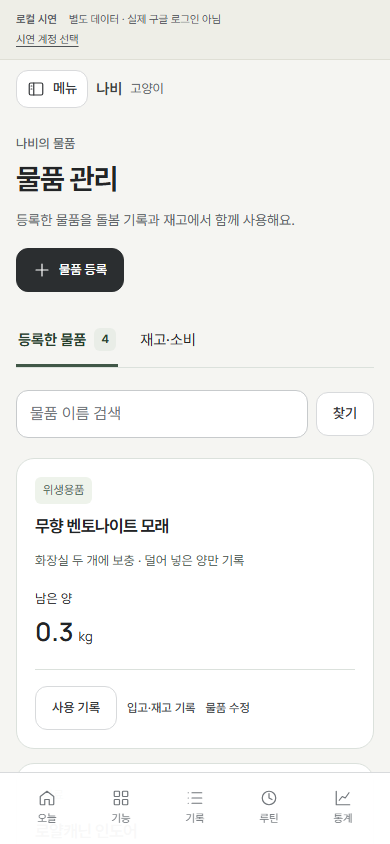 로컬 시연 별도 데이터 · 실제 구글 로그인 아님
시연 계정 선택
메뉴 나비 고양이
나비의 물품
물품 관리
등록한 물품을 돌봄 기록과 재고에서 함께 사용해요.
물품 등록
등록한 물품 4 재고·소비
물품 이름 검색 찾기
위생용품
무향 벤토나이트 모래
화장실 두 개에 보충 · 덜어 넣은 양만 기록
남은 양
0.3 kg
사용 기록 입고·재고 기록 물품 수정
오늘 기능 기록 루틴 통계
로얄캐닌 인도어